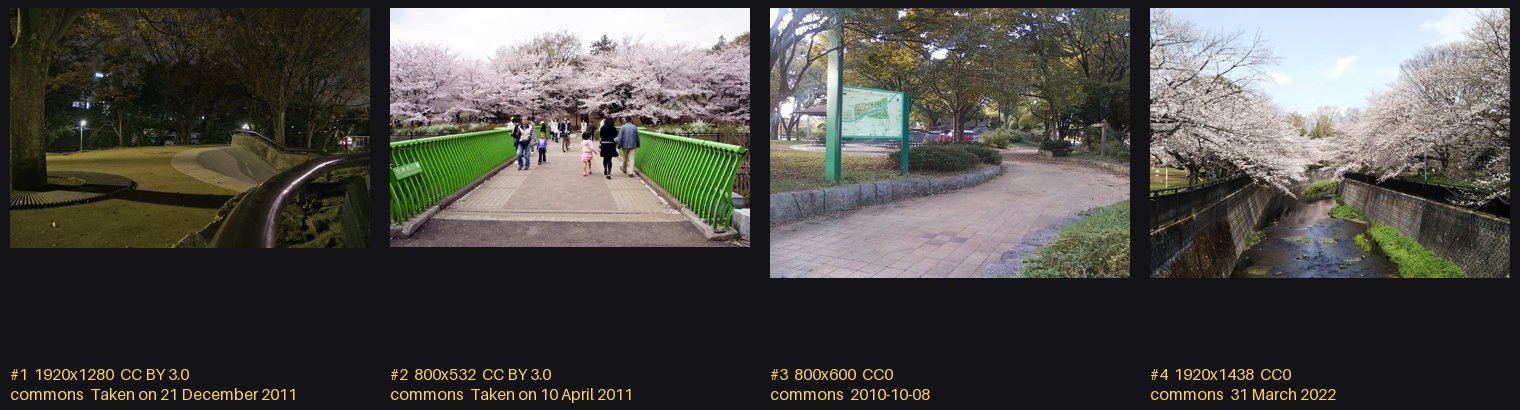 #1 1920x1280 CC BY 3.0
commons Taken on 21 December 2011
#2 800x532 CC BY 3.0
commons Taken on 10 April 2011
#3 800x600 CC0
commons 2010-10-08
#4 1920x1438 CC0
commons 31 March 2022